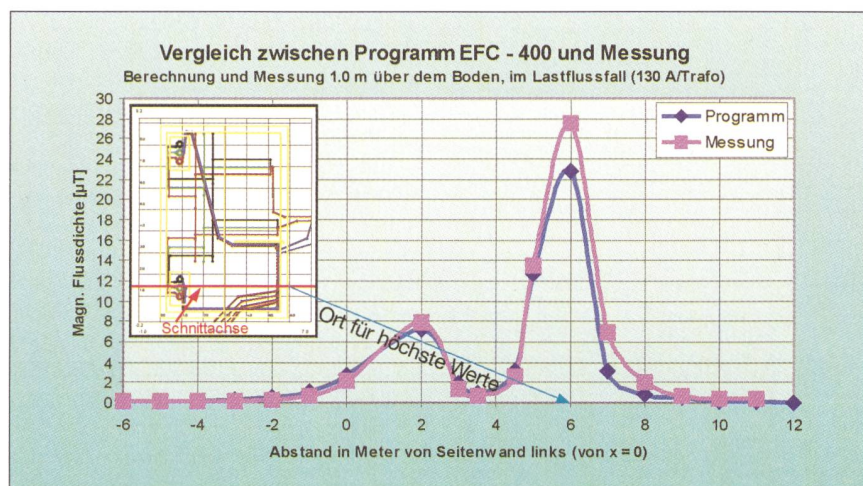 Vergleich zwischen Programm EFC - 400 und Messung
Berechnung und Messung 1.0 m über dem Boden, im Lastflussfall (130 A/Trafo)
Magn. Flussdichte [µT]
30
28
26
24
22
20
18
16
14
12
10
8
6
4
2
0
Programm
Messung
Schnittachse
Ort für höchste Werte
-6 -4 -2 0 2 4 6 8 10 12
Abstand in Meter von Seitenwand links (von x = 0)